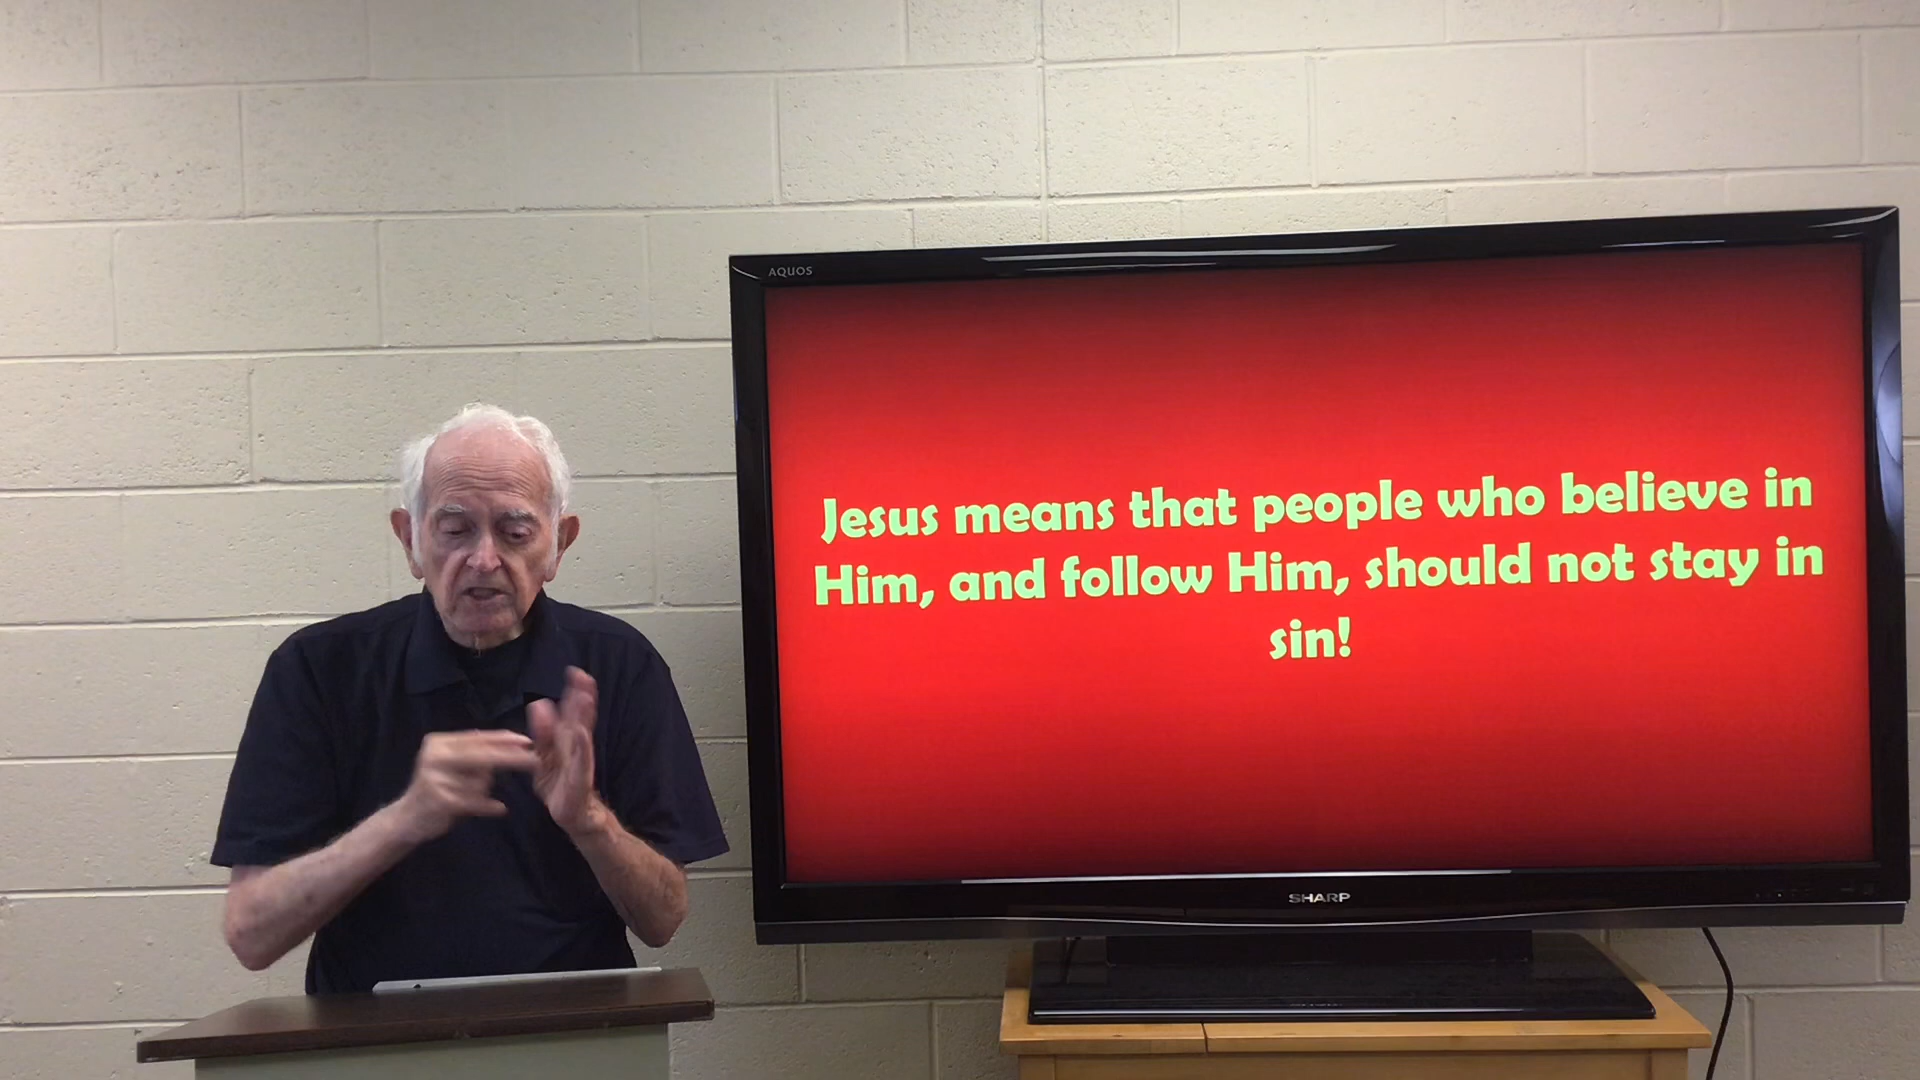 AQUOS
Jesus means that people who believe in
Him, and follow Him, should not stay in
sin!
SHARP